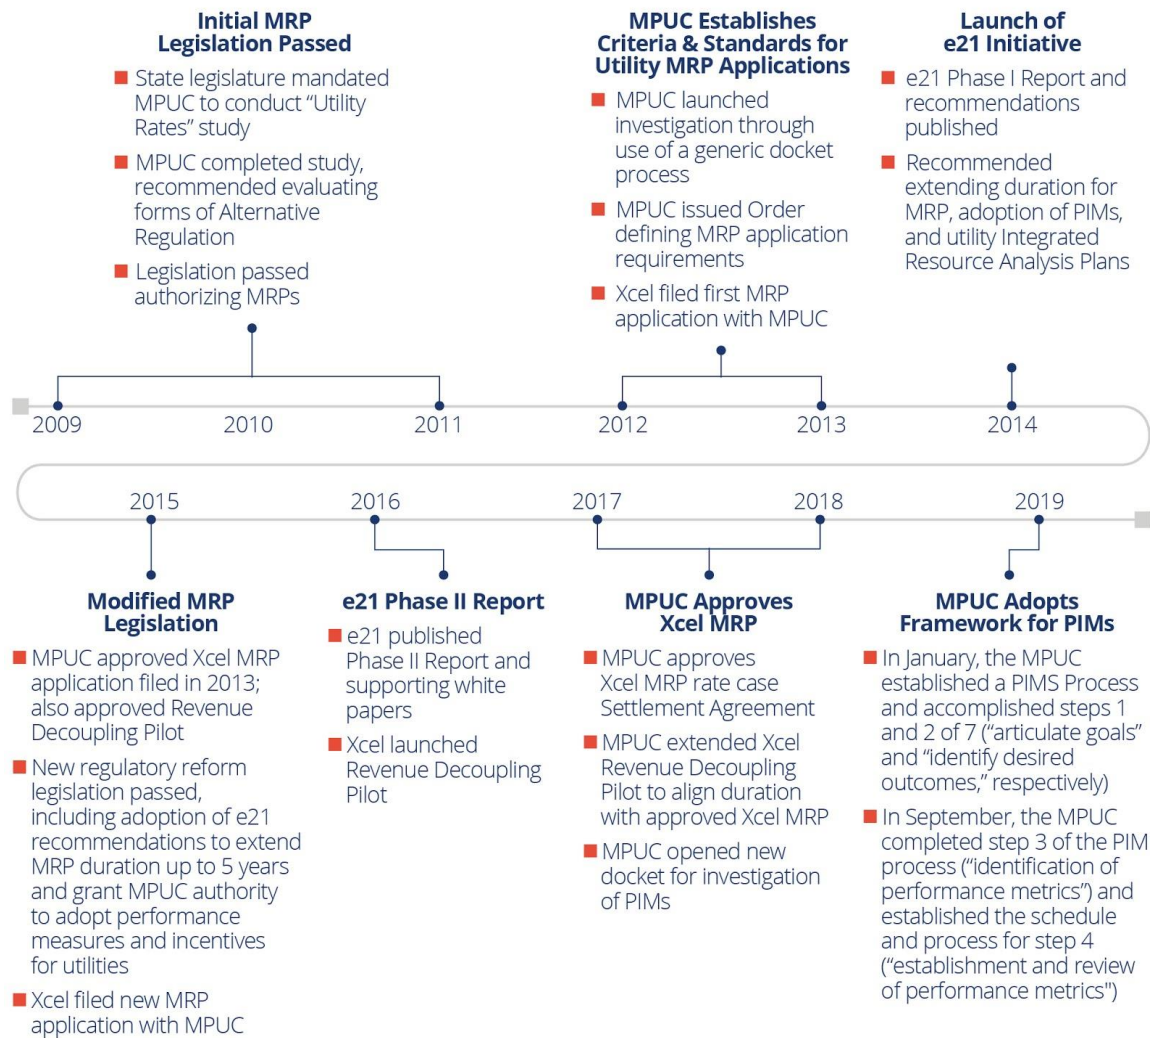 Initial MRP
Legislation Passed
State legislature mandated
MPUC to conduct “Utility
Rates” study
MPUC completed study,
recommended evaluating
forms of Alternative
Regulation
Legislation passed
authorizing MRPs
MPUC Establishes
Criteria & Standards for
Utility MRP Applications
MPUC launched
investigation through
use of a generic docket
process
MPUC issued Order
defining MRP application
requirements
Xcel filed first MRP
application with MPUC
Launch of
e21 Initiative
e21 Phase I Report and
recommendations
published
Recommended
extending duration for
MRP, adoption of PIMs,
and utility Integrated
Resource Analysis Plans
2009
2010
2011
2012
2013
2014
2015
2016
2017
2018
2019
Modified MRP
Legislation
MPUC approved Xcel MRP
application filed in 2013;
also approved Revenue
Decoupling Pilot
New regulatory reform
legislation passed,
including adoption of e21
recommendations to extend
MRP duration up to 5 years
and grant MPUC authority
to adopt performance
measures and incentives
for utilities
Xcel filed new MRP
application with MPUC
e21 Phase II Report
e21 published
Phase II Report and
supporting white
papers
Xcel launched
Revenue Decoupling
Pilot
MPUC Approves
Xcel MRP
MPUC approves
Xcel MRP rate case
Settlement Agreement
MPUC extended Xcel
Revenue Decoupling
Pilot to align duration
with approved Xcel MRP
MPUC opened new
docket for investigation
of PIMs
MPUC Adopts
Framework for PIMs
In January, the MPUC
established a PIMS Process
and accomplished steps 1
and 2 of 7 (“articulate goals”
and “identify desired
outcomes,” respectively)
In September, the MPUC
completed step 3 of the PIM
process (“identification of
performance metrics”) and
established the schedule
and process for step 4
(“establishment and review
of performance metrics")